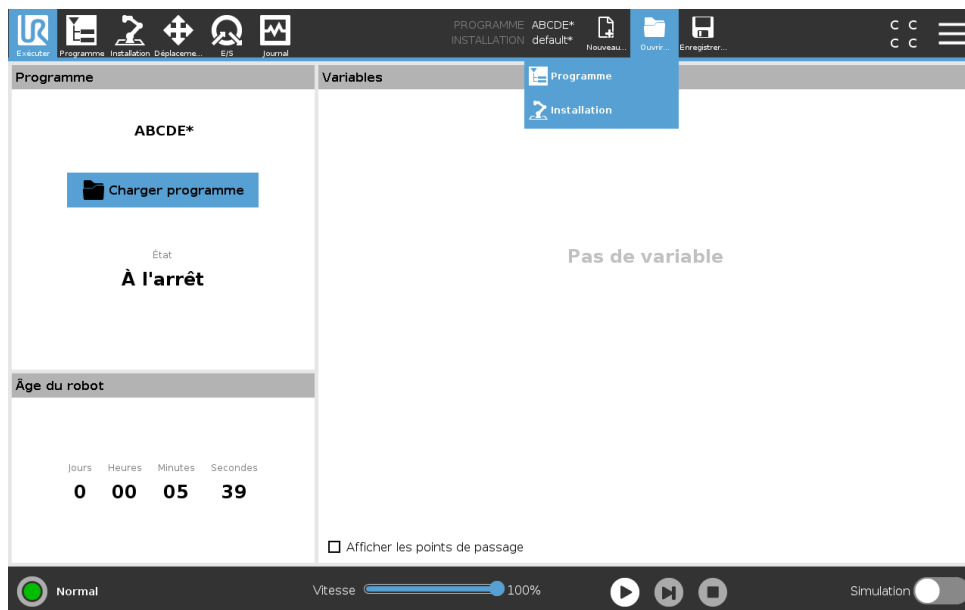 PROGRAMME ABCDE*
INSTALLATION default*
C C
C C
Exécuter Programme Installation Déplaceme... E/S Journal Nouveau... Ouvrir... Enregistrer...
Programme
Installation
Programme
ABCDE*
Charger programme
État
À l'arrêt
Variables
Pas de variable
Afficher les points de passage
Âge du robot
Jours Heures Minutes Secondes
0 00 05 39
Normal Vitesse 100% Simulation